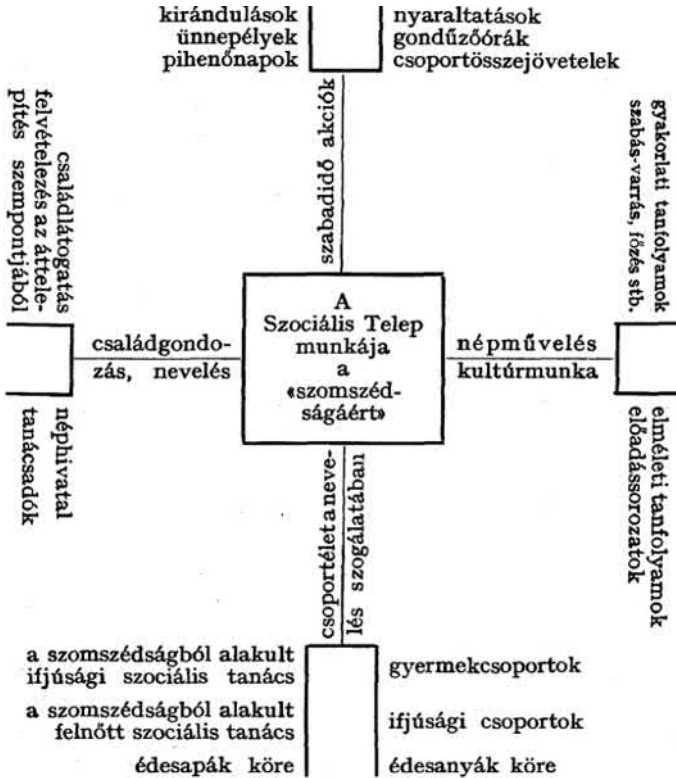 kirándulások
ünnepélyek
pihenőnapok
nyaraltatások
gondűzőórák
csoportösszejövetelek
szabadidő akciók
családlátogatás
felvételezés az áttele-
pítés szempontjából
gyakorlati tanfolyamok
szabás-varrás, főzés stb.
családgondo-
zás, nevelés
A
Szociális Telep
munkája
a
«szomszéd-
ságáért»
népművelés
kultúrmunka
néphivatal
tanácsadók
elméleti tanfolyamok
előadássorozatok
csoportélet a neve-
lés szogálatában
a szomszédságból alakult
ifjúsági szociális tanács
a szomszédságból alakult
felnőtt szociális tanács
édesapák köre
gyermekcsoportok
ifjúsági csoportok
édesanyák köre